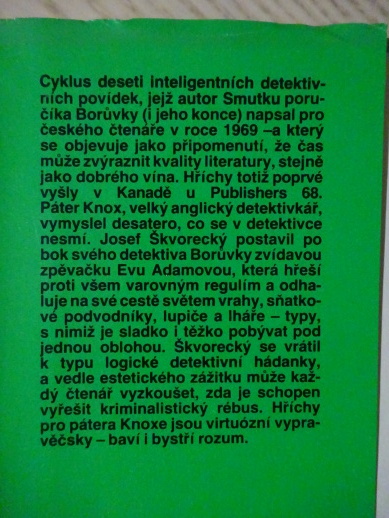 Cyklus deseti inteligentních detektiv-
ních povídek, jejž autor Smutku poru-
číka Borůvky (i jeho konce) napsal pro
českého čtenáře v roce 1969 –a který
se objevuje jako připomenutí, že čas
může zvýraznit kvality literatury, stejně
jako dobrého vína. Hříchy totiž poprvé
vyšly v Kanadě u Publishers 68.
Páter Knox, velký anglický detektivkář,
vymyslel desatero, co se v detektivce
nesmí. Josef Škvorecký postavil po
bok svého detektiva Borůvky zvídavou
zpěvačku Evu Adamovou, která hřeší
proti všem varovným regulím a odha-
luje na své cestě světem vrahy, sňatko-
vé podvodníky, lupiče a lháře – typy,
s nimiž je sladko i těžko pobývat pod
jednou oblohou. Škvorecký se vrátil
k typu logické detektivní hádanky,
a vedle estetického zážitku může kaž-
dý čtenář vyzkoušet, zda je schopen
vyřešit kriminalistický rébus. Hříchy
pro pátera Knoxe jsou virtuózní vypra-
věčsky – baví i bystří rozum.